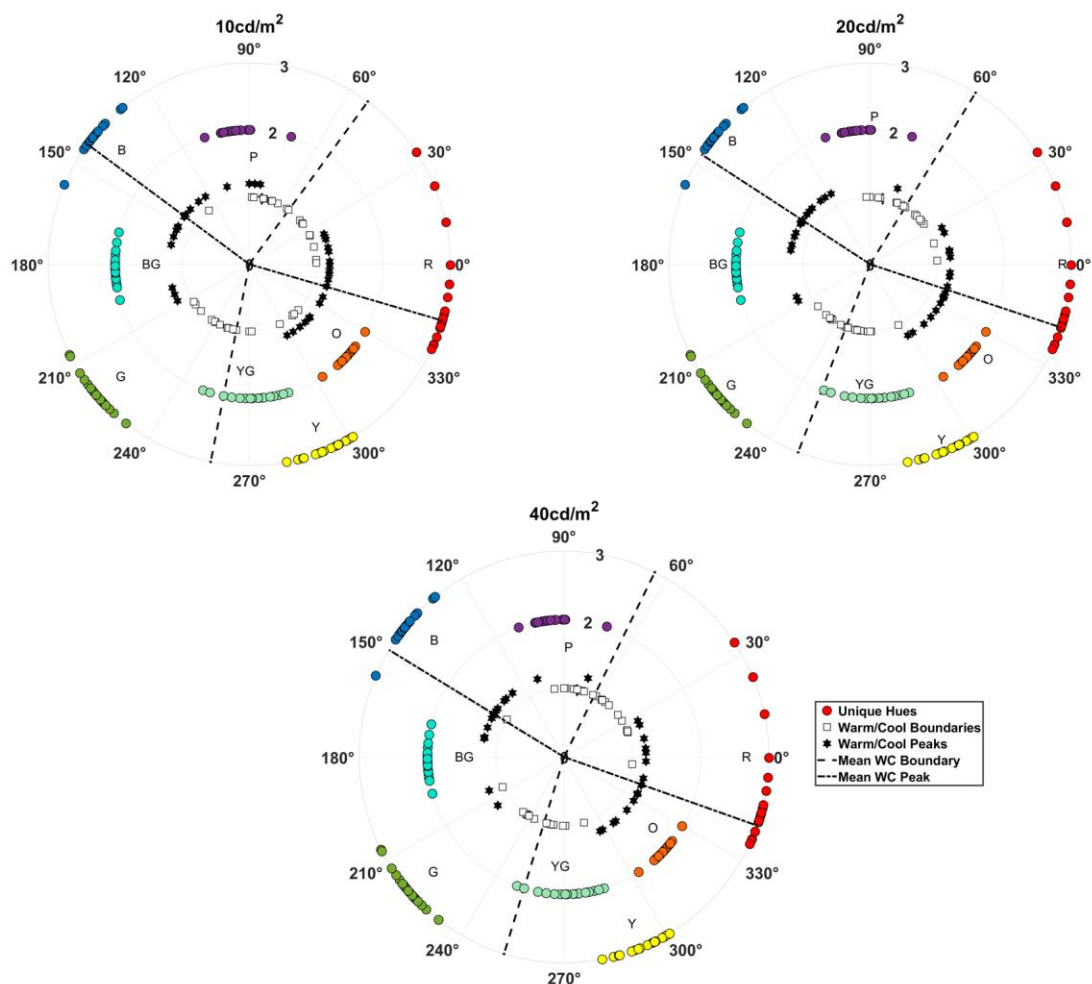 10cd/m²
90°
120°
3
60°
150°
B
2
30°
P
180°
BG
R
0°
O
210°
G
YG
330°
Y
240°
300°
270°
20cd/m²
90°
120°
3
60°
150°
B
P
2
30°
180°
BG
R
0°
210°
G
YG
O
330°
Y
240°
300°
270°
40cd/m²
90°
120°
3
60°
150°
B
2
30°
P
180°
BG
R
0°
O
210°
G
YG
330°
Y
240°
300°
270°
Unique Hues
Warm/Cool Boundaries
Warm/Cool Peaks
Mean WC Boundary
Mean WC Peak